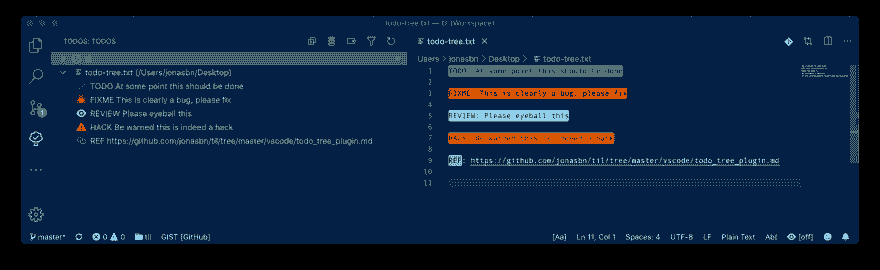 todo-tree.txt — til [Workspace]
TODOS: TODOS
todo-tree.txt (/Users/jonasbn/Desktop)
TODO At some point this should be done
FIXME This is clearly a bug, please fix
REVIEW Please eyeball this
HACK Be warned this is indeed a hack
REF https://github.com/jonasbn/til/tree/master/vscode/todo_tree_plugin.md
todo-tree.txt
Users › jonasbn › Desktop › todo-tree.txt
1 TODO: At some point this should be done
2
3 FIXME: This is clearly a bug, please fix
4
5 REVIEW: Please eyeball this
6
7 HACK: Be warned this is indeed a hack
8
9 REF: https://github.com/jonasbn/til/tree/master/vscode/todo_tree_plugin.md
10
11
1
master* 0 0 til GIST [GitHub] [Aa] Ln 11, Col 1 Spaces: 4 UTF-8 LF Plain Text Abl [off]